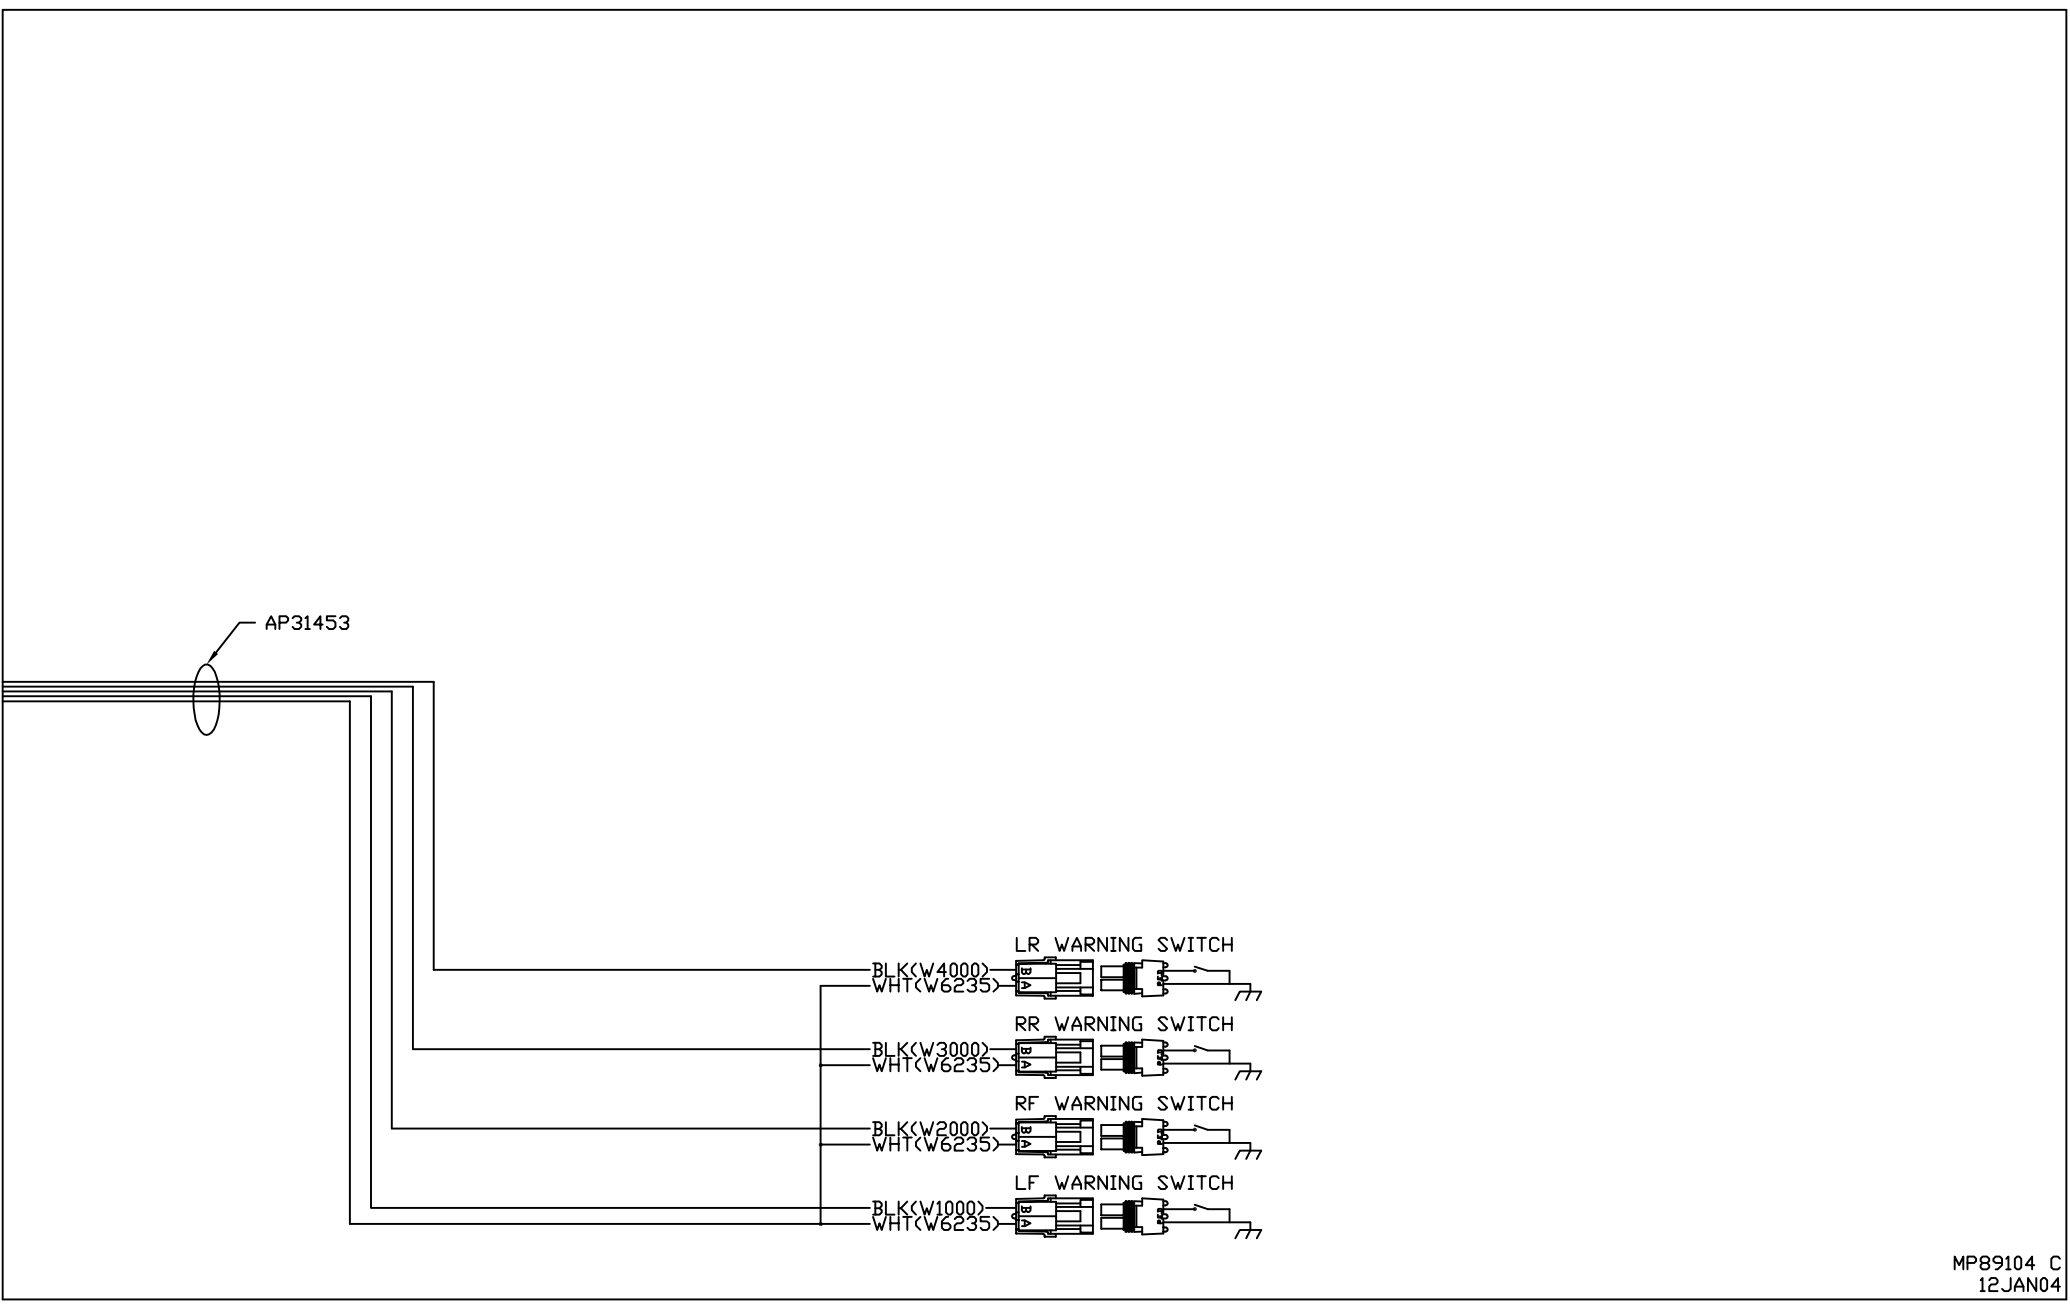 AP31453
LR WARNING SWITCH
BLK(W4000) B
WHT(W6235) A
RR WARNING SWITCH
BLK(W3000) B
WHT(W6235) A
RF WARNING SWITCH
BLK(W2000) B
WHT(W6235) A
LF WARNING SWITCH
BLK(W1000) B
WHT(W6235) A
MP89104 C
12JAN04